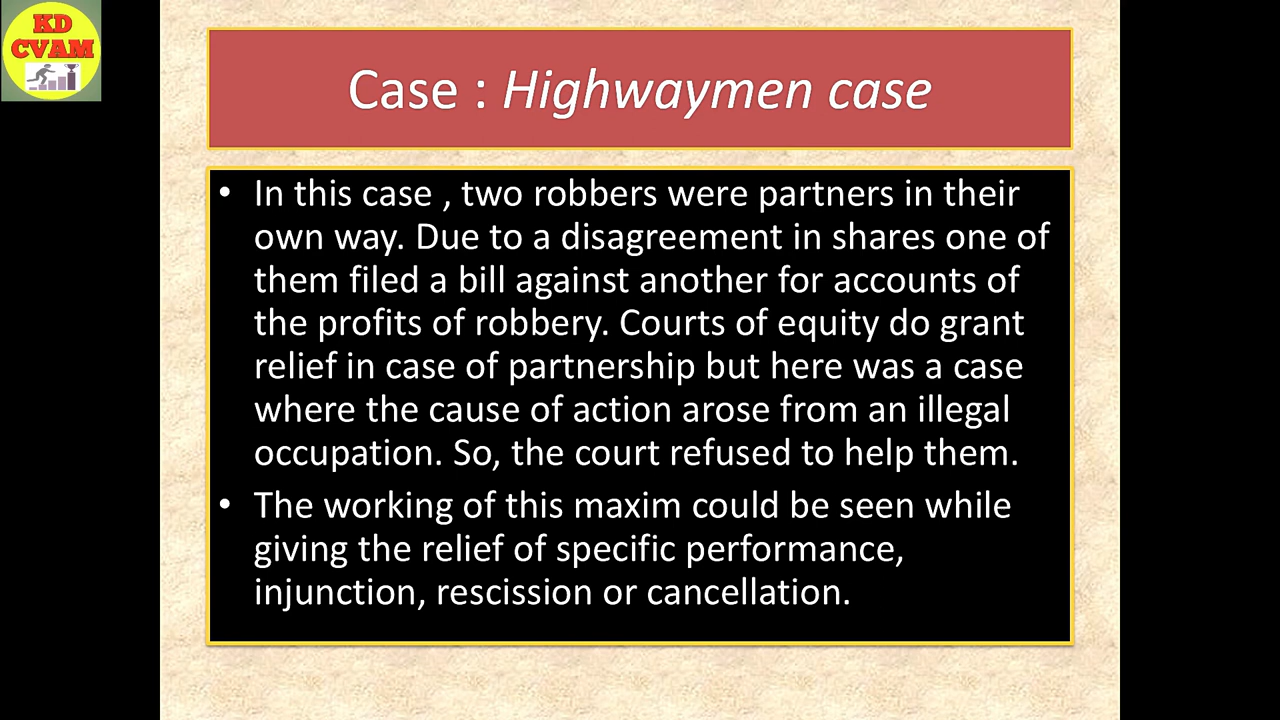 KD
CVAM
Case : Highwaymen case
• In this case , two robbers were partners in their
own way. Due to a disagreement in shares one of
them filed a bill against another for accounts of
the profits of robbery. Courts of equity do grant
relief in case of partnership but here was a case
where the cause of action arose from an illegal
occupation. So, the court refused to help them.
• The working of this maxim could be seen while
giving the relief of specific performance,
injunction, rescission or cancellation.